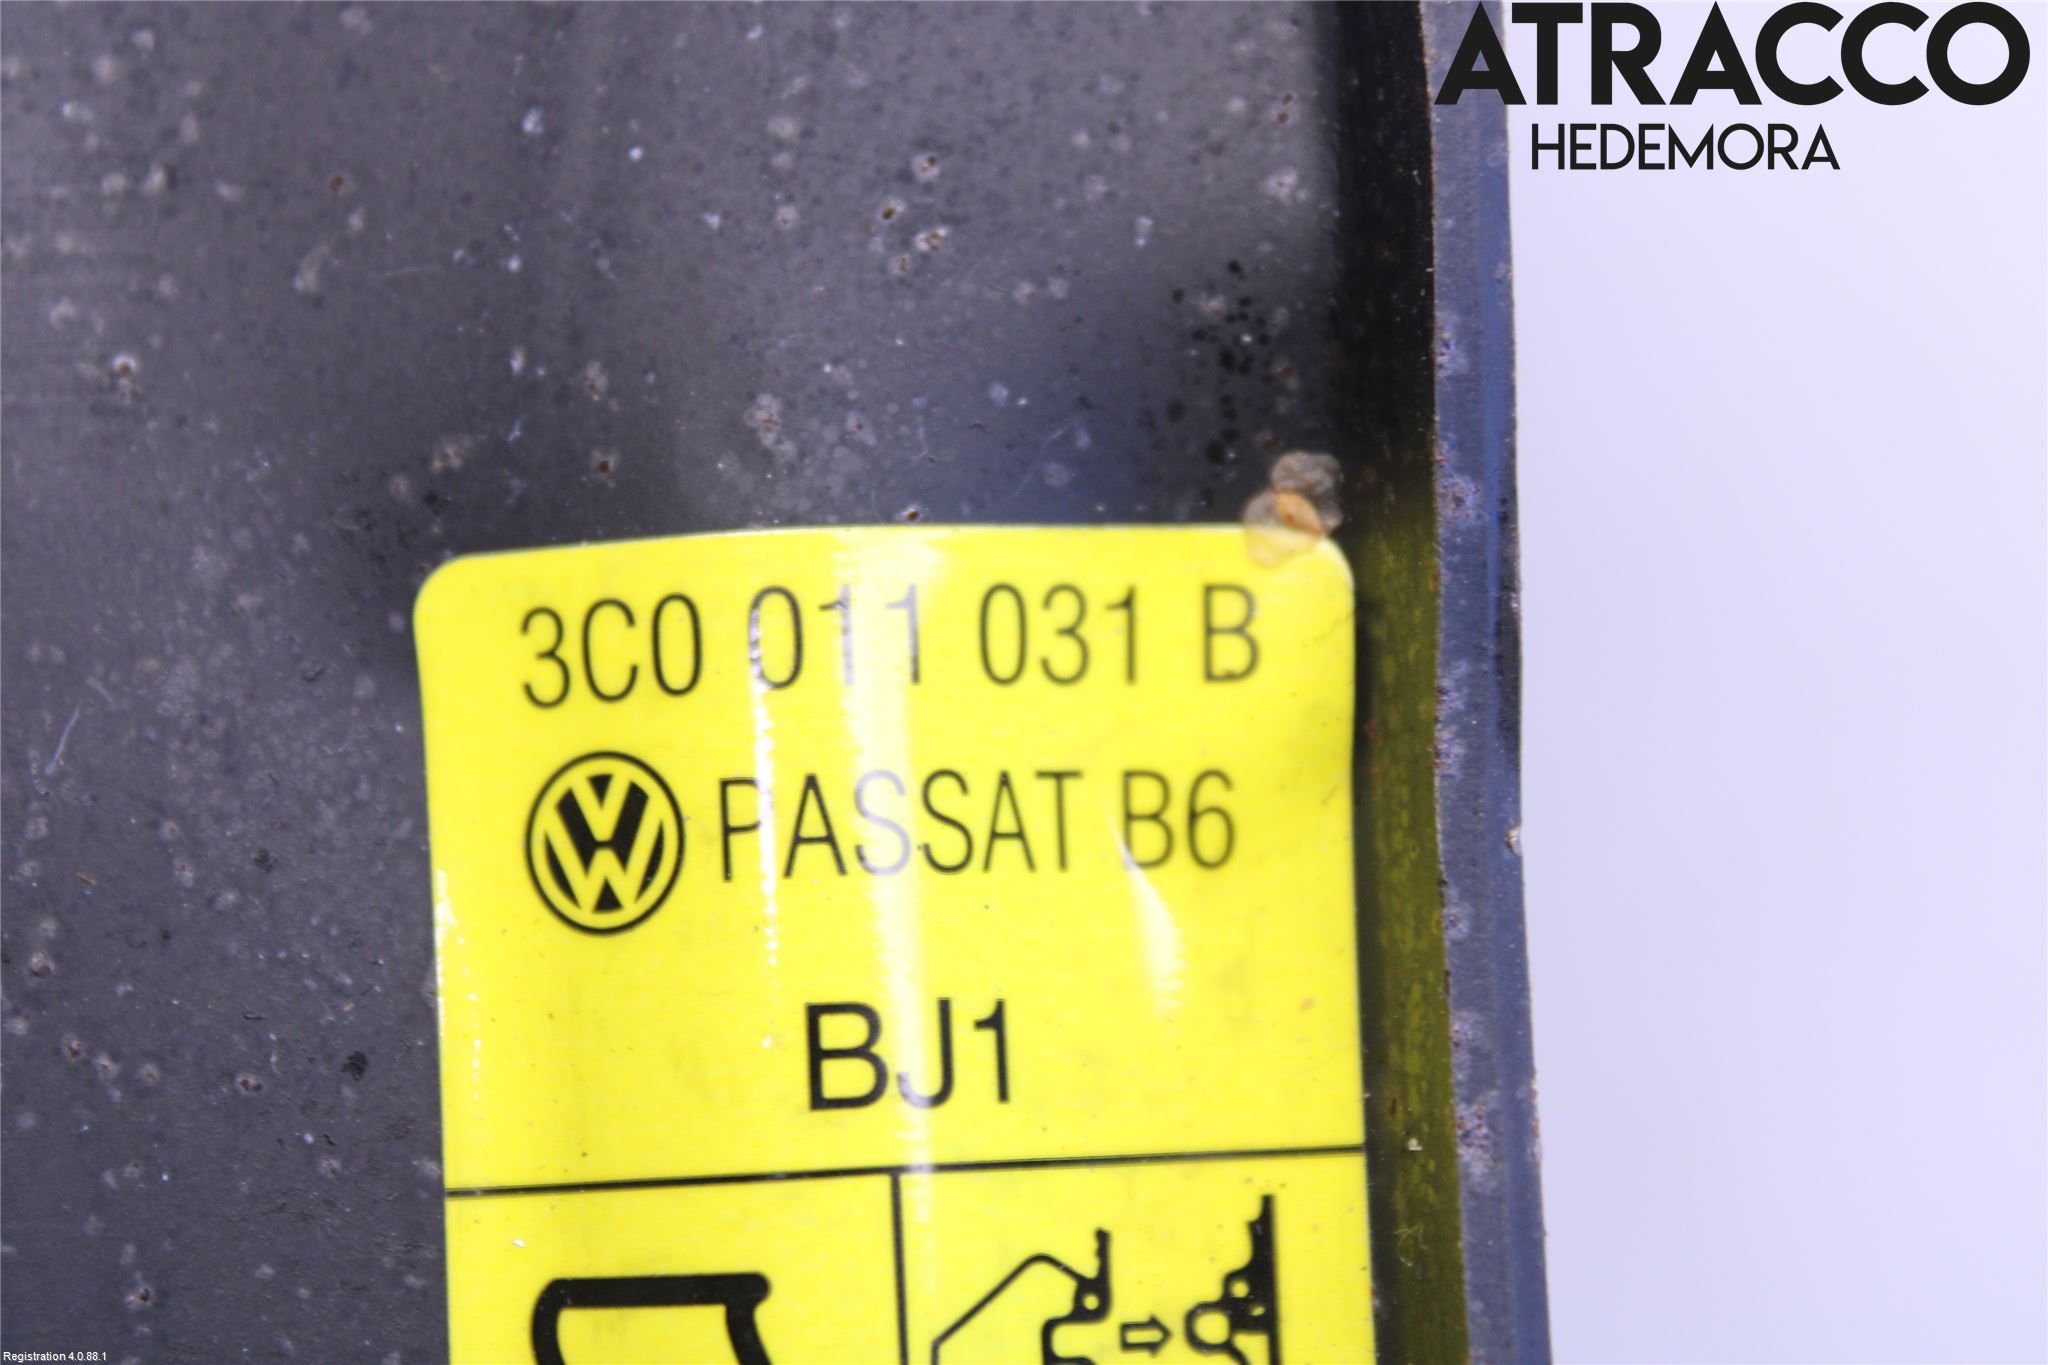 ATRACCO
HEDEMORA
3C0 011 031 B
PASSAT B6
BJ1
Registration 4.0.88.1